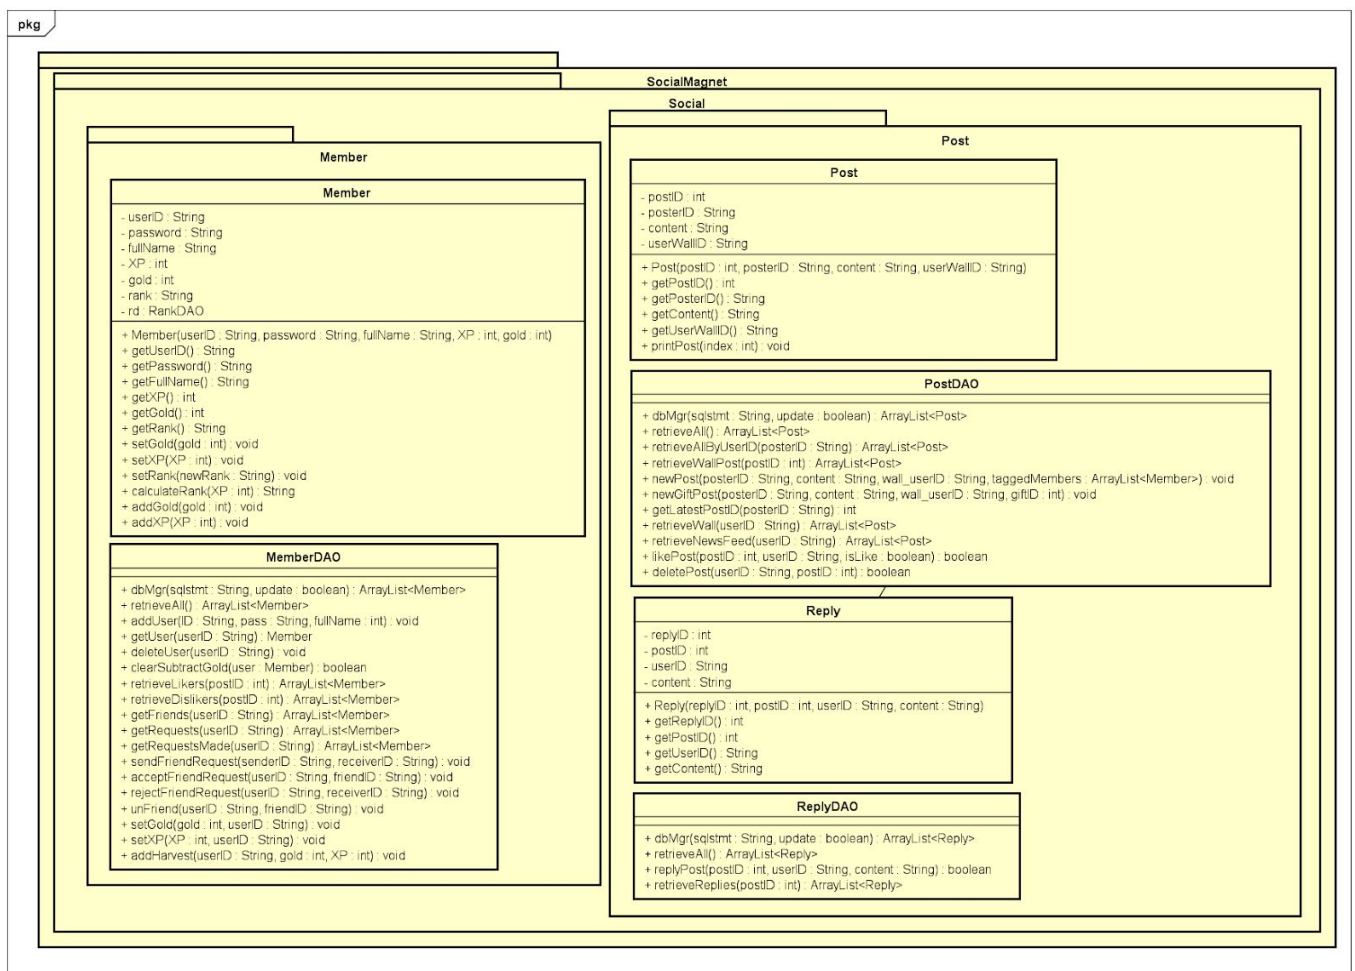 pkg
SocialMagnet
Social
Member
Member
- userID : String
- password : String
- fullName : String
- XP : int
- gold : int
- rank : String
- rd : RankDAO
+ Member(userID : String, password : String, fullName : String, XP : int, gold : int)
+ getUserID() : String
+ getPassword() : String
+ getFullName() : String
+ getXP() : int
+ getGold() : int
+ getRank() : String
+ setGold(gold : int) : void
+ setXP(XP : int) : void
+ setRank(newRank : String) : void
+ calculateRank(XP : int) : String
+ addGold(gold : int) : void
+ addXP(XP : int) : void
MemberDAO
+ dbMgr(sqlstmt : String, update : boolean) : ArrayList<Member>
+ retrieveAll() : ArrayList<Member>
+ addUser(ID : String, pass : String, fullName : int) : void
+ getUser(userID : String) : Member
+ deleteUser(userID : String) : void
+ clearSubtractGold(user : Member) : boolean
+ retrieveLikers(postID : int) : ArrayList<Member>
+ retrieveDislikers(postID : int) : ArrayList<Member>
+ getFriends(userID : String) : ArrayList<Member>
+ getRequests(userID : String) : ArrayList<Member>
+ getRequestsMade(userID : String) : ArrayList<Member>
+ sendFriendRequest(senderID : String, receiverID : String) : void
+ acceptFriendRequest(userID : String, friendID : String) : void
+ rejectFriendRequest(userID : String, receiverID : String) : void
+ unFriend(userID : String, friendID : String) : void
+ setGold(gold : int, userID : String) : void
+ setXP(XP : int, userID : String) : void
+ addHarvest(userID : String, gold : int, XP : int) : void
Post
Post
- postID : int
- posterID : String
- content : String
- userWallID : String
+ Post(postID : int, posterID : String, content : String, userWallID : String)
+ getPostID() : int
+ getPosterID() : String
+ getContent() : String
+ getUserWallID() : String
+ printPost(index : int) : void
PostDAO
+ dbMgr(sqlstmt : String, update : boolean) : ArrayList<Post>
+ retrieveAll() : ArrayList<Post>
+ retrieveAllByUserID(posterID : String) : ArrayList<Post>
+ retrieveWallPost(postID : int) : ArrayList<Post>
+ newPost(posterID : String, content : String, wall_userID : String, taggedMembers : ArrayList<Member>) : void
+ newGiftPost(posterID : String, content : String, wall_userID : String, giftID : int) : void
+ getLatestPostID(posterID : String) : int
+ retrieveWall(userID : String) : ArrayList<Post>
+ retrieveNewsFeed(userID : String) : ArrayList<Post>
+ likePost(postID : int, userID : String, isLike : boolean) : boolean
+ deletePost(userID : String, postID : int) : boolean
Reply
- replyID : int
- postID : int
- userID : String
- content : String
+ Reply(replyID : int, postID : int, userID : String, content : String)
+ getReplyID() : int
+ getPostID() : int
+ getUserID() : String
+ getContent() : String
ReplyDAO
+ dbMgr(sqlstmt : String, update : boolean) : ArrayList<Reply>
+ retrieveAll() : ArrayList<Reply>
+ replyPost(postID : int, userID : String, content : String) : boolean
+ retrieveReplies(postID : int) : ArrayList<Reply>